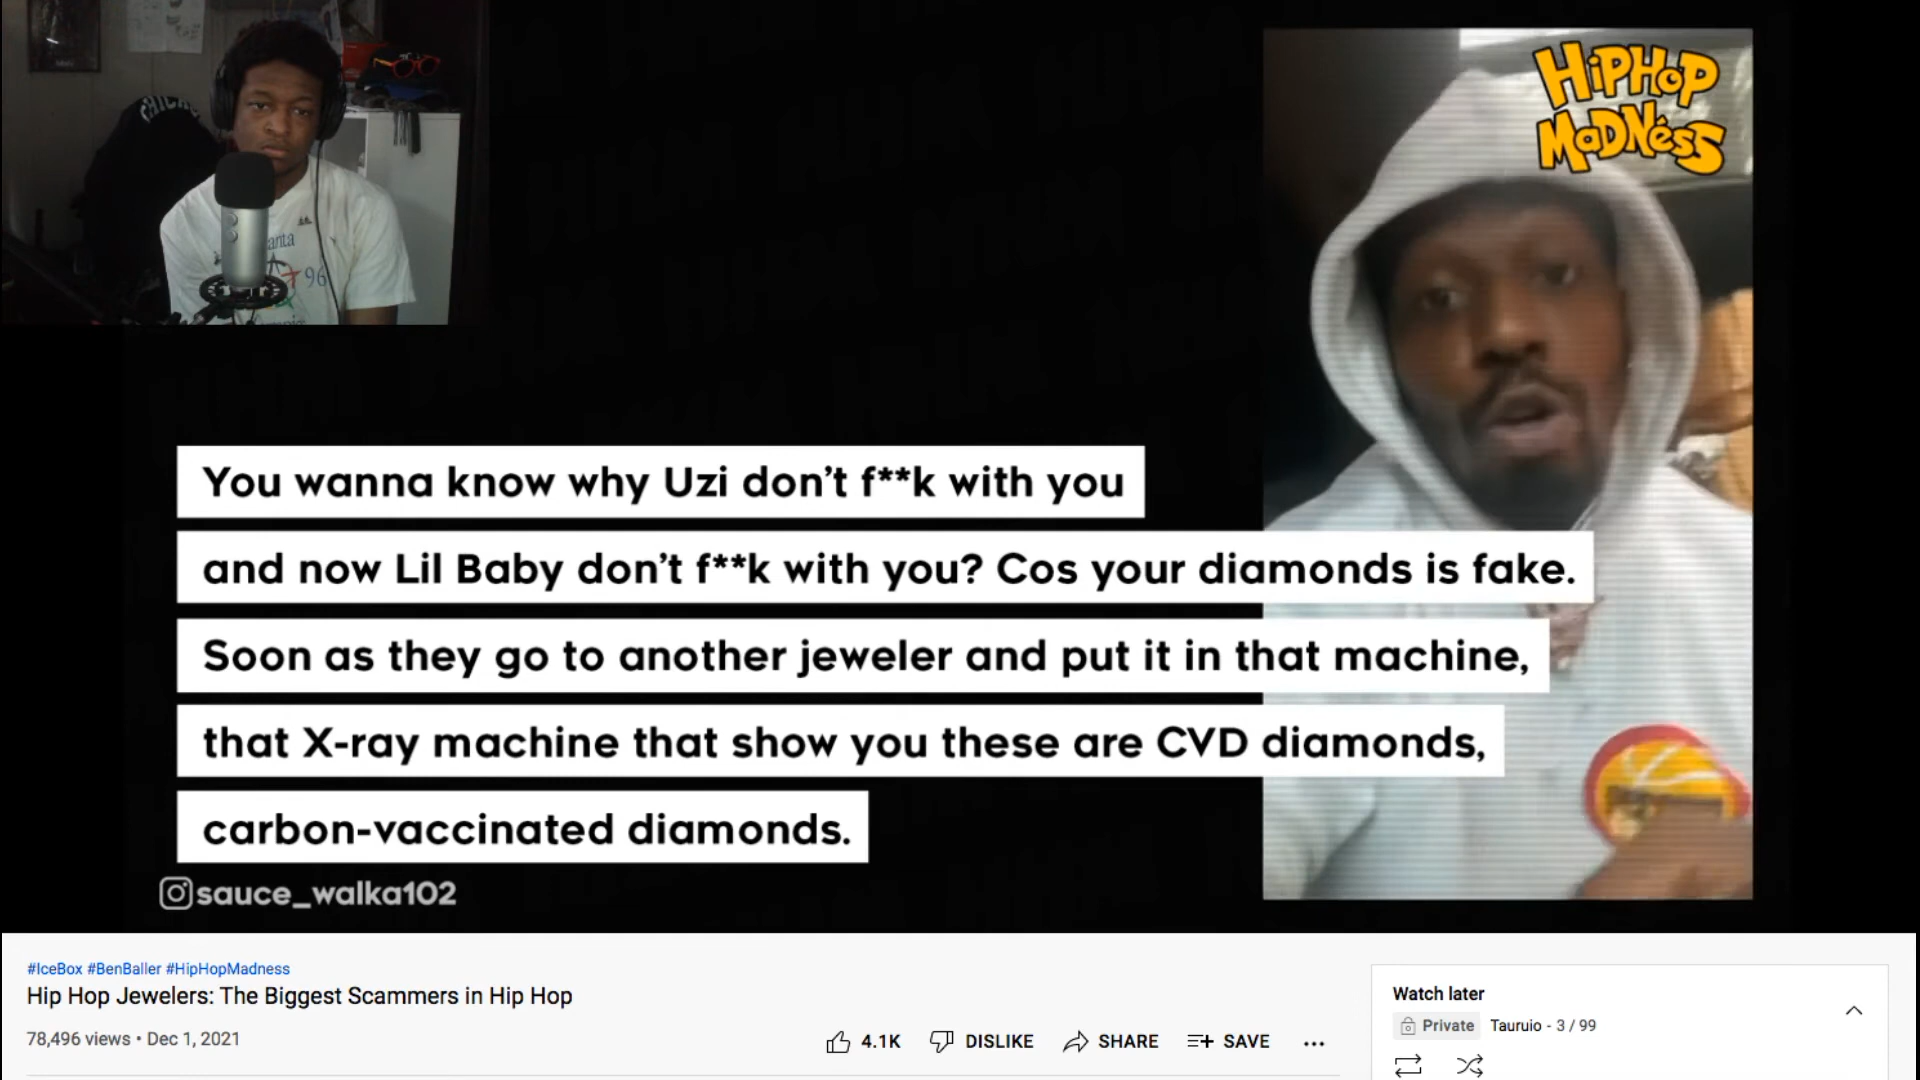 CHICAGO
HiPHOP
MaDNésS
anta
96
You wanna know why Uzi don't f**k with you
and now Lil Baby don't f**k with you? Cos your diamonds is fake.
Soon as they go to another jeweler and put it in that machine,
that X-ray machine that show you these are CVD diamonds,
carbon-vaccinated diamonds.
sauce_walka102
#IceBox #BenBaller #HipHopMadness
Hip Hop Jewelers: The Biggest Scammers in Hip Hop
78,496 views • Dec 1, 2021
4.1K DISLIKE SHARE SAVE ...
Watch later
Private Tauruio - 3 / 99